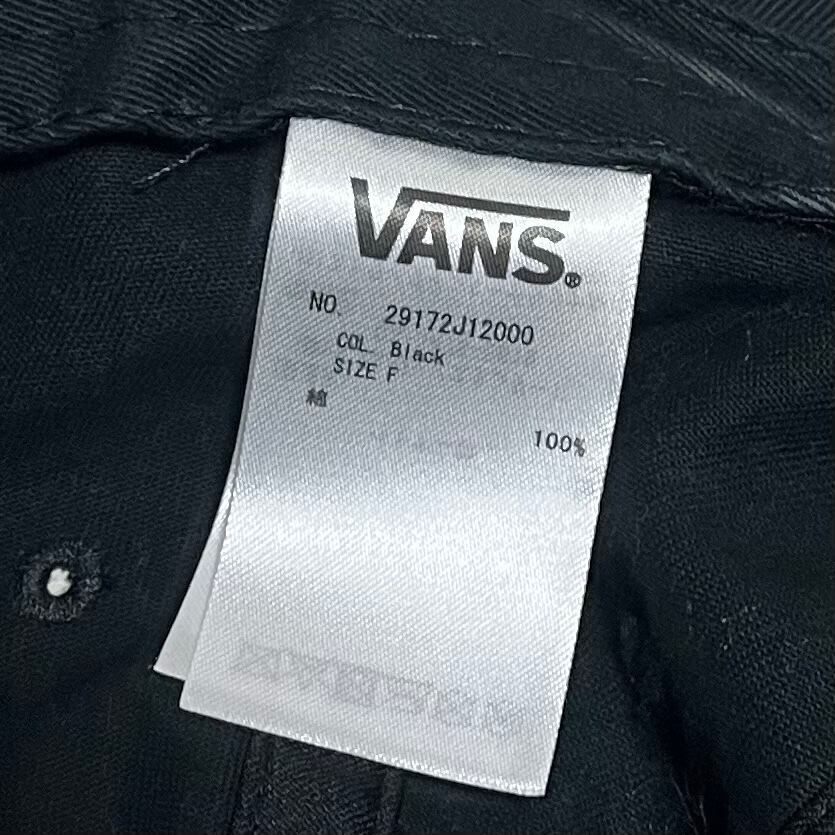 VANS®
NO. 29172J12000
COL. Black
SIZE F
綿 100%